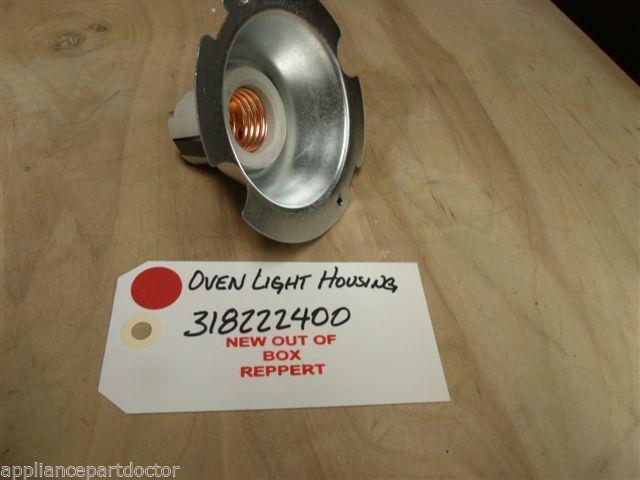 OVEN LIGHT HOUSING
318222400
NEW OUT OF
BOX
REPPERT
appliancepartdoctor